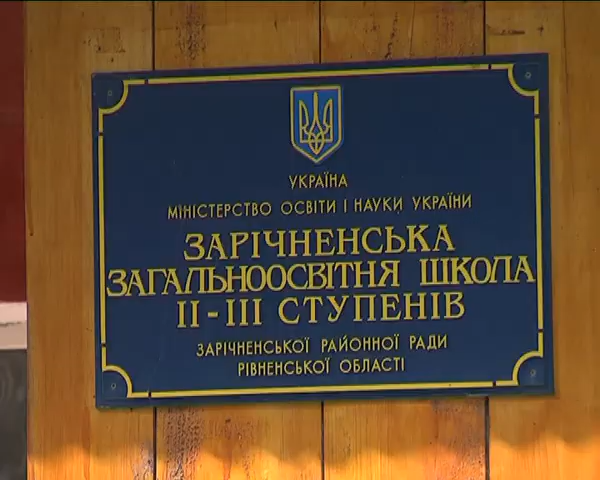 УКРАЇНА
МІНІСТЕРСТВО ОСВІТИ І НАУКИ УКРАЇНИ
ЗАРІЧНЕНСЬКА
ЗАГАЛЬНООСВІТНЯ ШКОЛА
ІІ-ІІІ СТУПЕНІВ
ЗАРІЧНЕНСЬКОЇ РАЙОННОЇ РАДИ
РІВНЕНСЬКОЇ ОБЛАСТІ